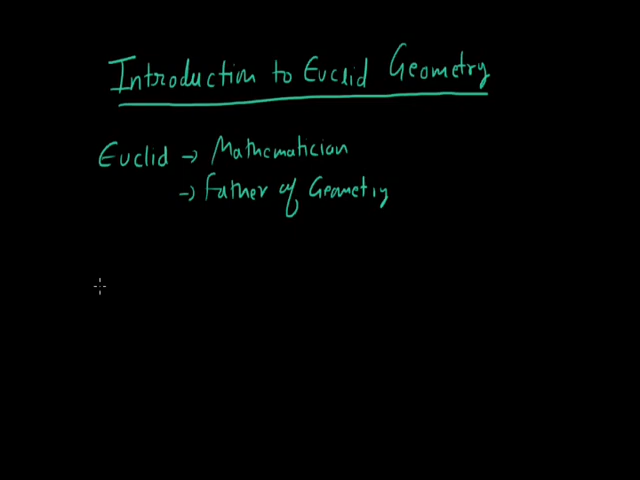 Introduction to Euclid Geometry
Euclid → Mathematician
→ Father of Geometry